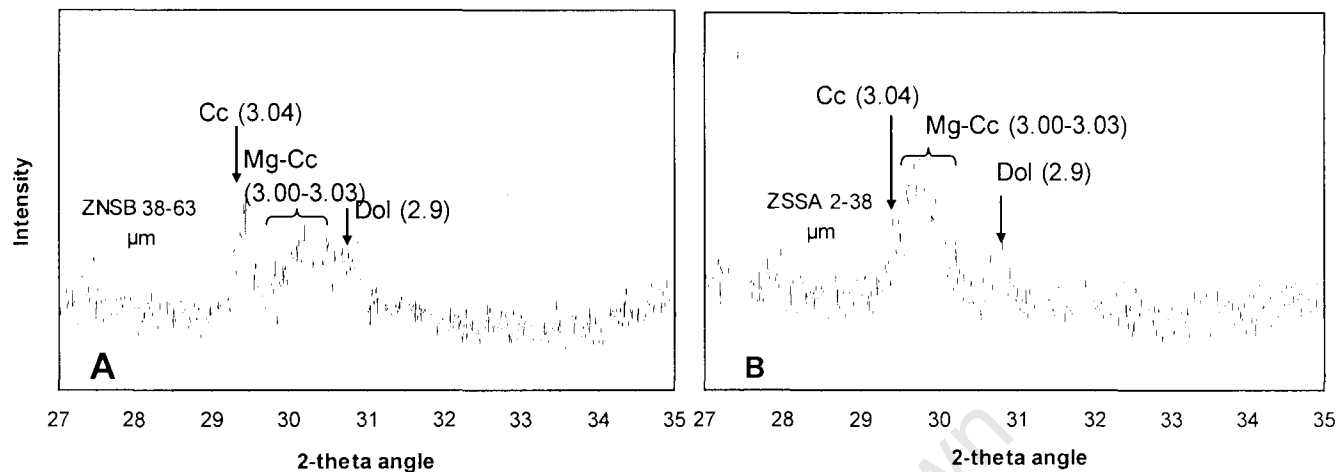 Intensity
Cc (3.04)
Mg-Cc
(3.00-3.03)
Dol (2.9)
ZNSB 38-63
µm
A
27 28 29 30 31 32 33 34 35
2-theta angle
Cc (3.04)
Mg-Cc (3.00-3.03)
Dol (2.9)
ZSSA 2-38
µm
B
27 28 29 30 31 32 33 34 35
2-theta angle